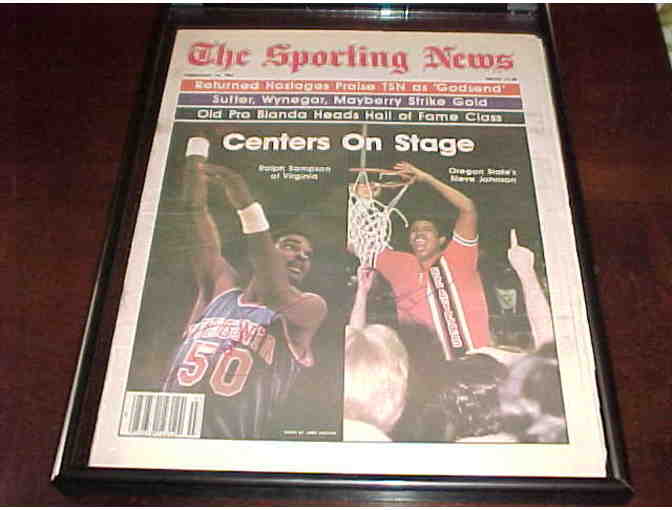 The Sporting News
Returned Hostages Praise TSN as 'Godsend'
Sutter, Wynegar, Mayberry Strike Gold
Old Pro Blanda Heads Hall of Fame Class
Centers On Stage
Ralph Sampson
of Virginia
Oregon State's
Steve Johnson
VIRGINIA
50